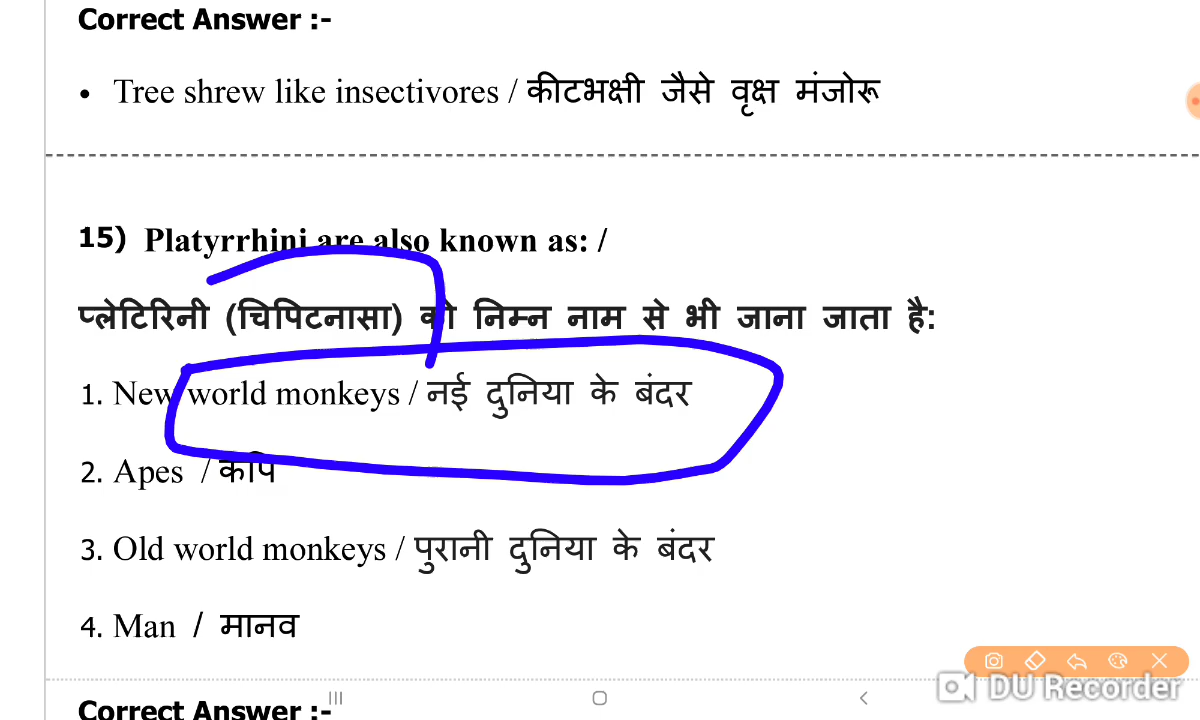 Correct Answer :-
• Tree shrew like insectivores / कीटभक्षी जैसे वृक्ष मंजोरू
15) Platyrrhini are also known as: /
प्लेटिरिनी (चिपिटनासा) को निम्न नाम से भी जाना जाता है:
1. New world monkeys / नई दुनिया के बंदर
2. Apes / कपि
3. Old world monkeys / पुरानी दुनिया के बंदर
4. Man / मानव
Correct Answer :-
DU Recorder